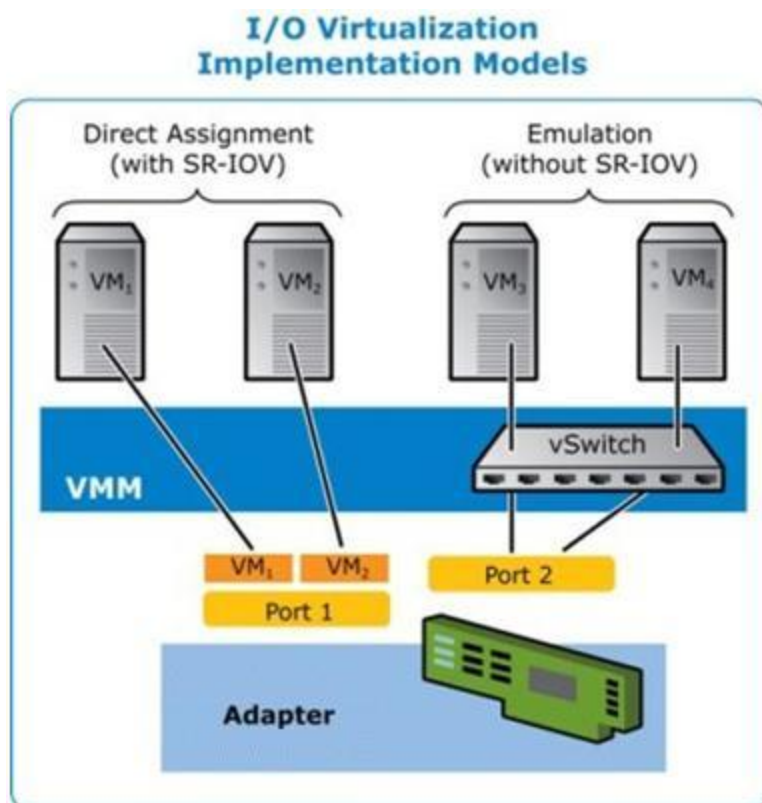 I/O Virtualization
Implementation Models
Direct Assignment
(with SR-IOV)
Emulation
(without SR-IOV)
VM₁
VM₂
VM₃
VM₄
vSwitch
VMM
VM₁
VM₂
Port 2
Port 1
Adapter